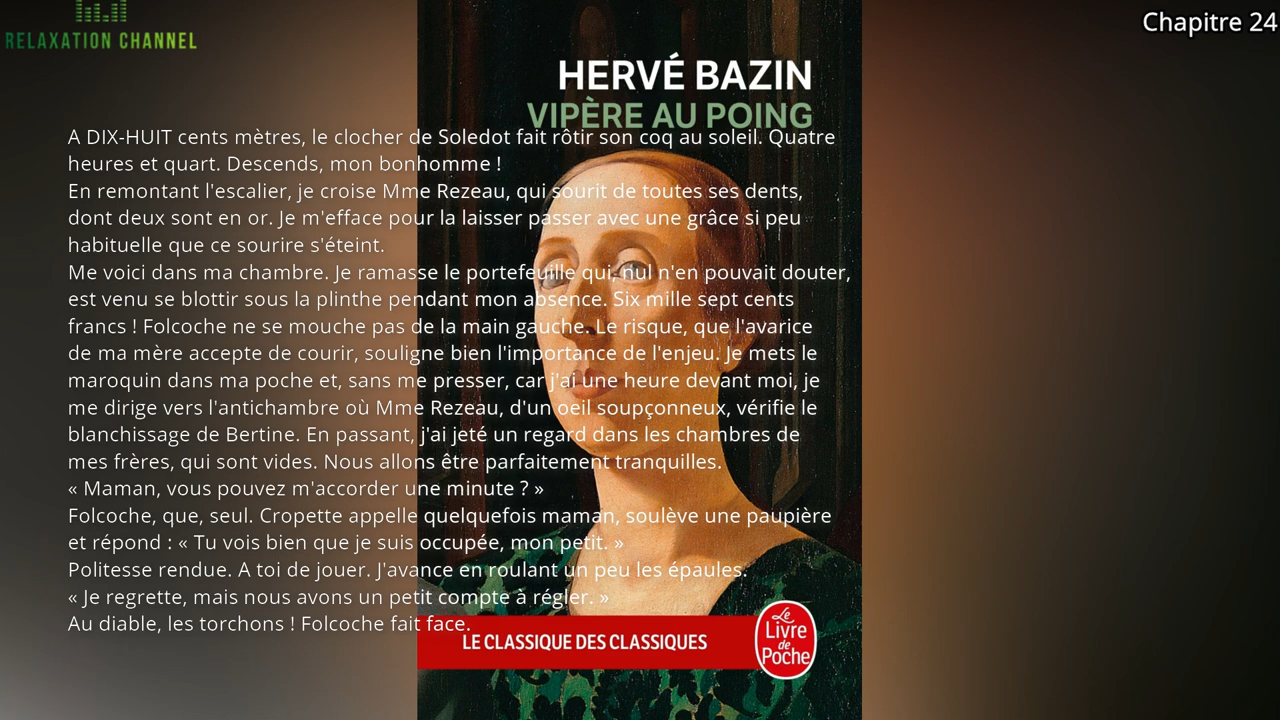 RELAXATION CHANNEL
Chapitre 24
HERVÉ BAZIN
VIPÈRE AU POING
A DIX-HUIT cents mètres, le clocher de Soledot fait rôtir son coq au soleil. Quatre
heures et quart. Descends, mon bonhomme !
En remontant l'escalier, je croise Mme Rezeau, qui sourit de toutes ses dents,
dont deux sont en or. Je m'efface pour la laisser passer avec une grâce si peu
habituelle que ce sourire s'éteint.
Me voici dans ma chambre. Je ramasse le portefeuille qui, nul n'en pouvait douter,
est venu se blottir sous la plinthe pendant mon absence. Six mille sept cents
francs ! Folcoche ne se mouche pas de la main gauche. Le risque, que l'avarice
de ma mère accepte de courir, souligne bien l'importance de l'enjeu. Je mets le
maroquin dans ma poche et, sans me presser, car j'ai une heure devant moi, je
me dirige vers l'antichambre où Mme Rezeau, d'un oeil soupçonneux, vérifie le
blanchissage de Bertine. En passant, j'ai jeté un regard dans les chambres de
mes frères, qui sont vides. Nous allons être parfaitement tranquilles.
« Maman, vous pouvez m'accorder une minute ? »
Folcoche, que, seul. Cropette appelle quelquefois maman, soulève une paupière
et répond : « Tu vois bien que je suis occupée, mon petit. »
Politesse rendue. A toi de jouer. J'avance en roulant un peu les épaules.
« Je regrette, mais nous avons un petit compte à régler. »
Au diable, les torchons ! Folcoche fait face.
LE CLASSIQUE DES CLASSIQUES
Le
Livre
de
Poche